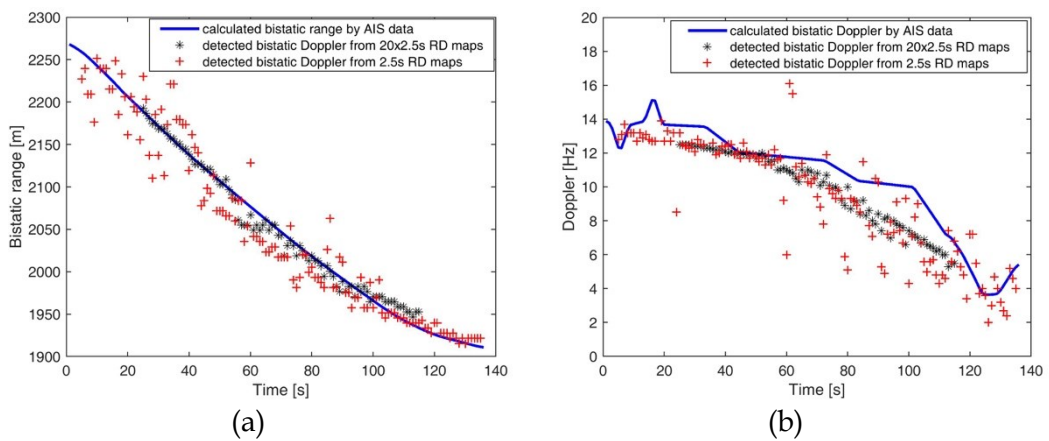 calculated bistatic range by AIS data
detected bistatic Doppler from 20x2.5s RD maps
detected bistatic Doppler from 2.5s RD maps
2300
2250
2200
2150
2100
2050
2000
1950
1900
Bistatic range [m]
0 20 40 60 80 100 120 140
Time [s]
(a)
calculated bistatic Doppler by AIS data
detected bistatic Doppler from 20x2.5s RD maps
detected bistatic Doppler from 2.5s RD maps
20
18
16
14
12
10
8
6
4
2
0
Doppler [Hz]
0 20 40 60 80 100 120 140
Time [s]
(b)